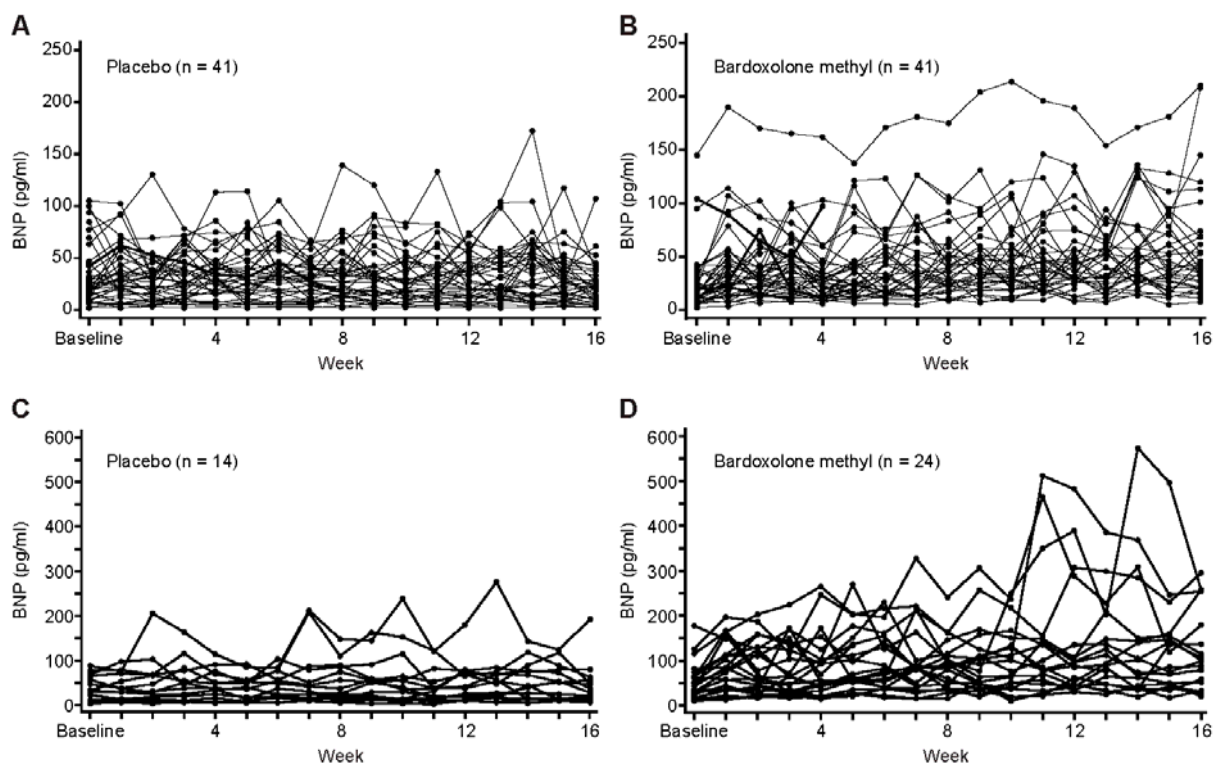 A
Placebo (n = 41)
BNP (pg/ml)
250
200
150
100
50
0
Baseline 4 8 12 16
Week
B
Bardoxolone methyl (n = 41)
BNP (pg/ml)
250
200
150
100
50
0
Baseline 4 8 12 16
Week
C
Placebo (n = 14)
BNP (pg/ml)
600
500
400
300
200
100
0
Baseline 4 8 12 16
Week
D
Bardoxolone methyl (n = 24)
BNP (pg/ml)
600
500
400
300
200
100
0
Baseline 4 8 12 16
Week